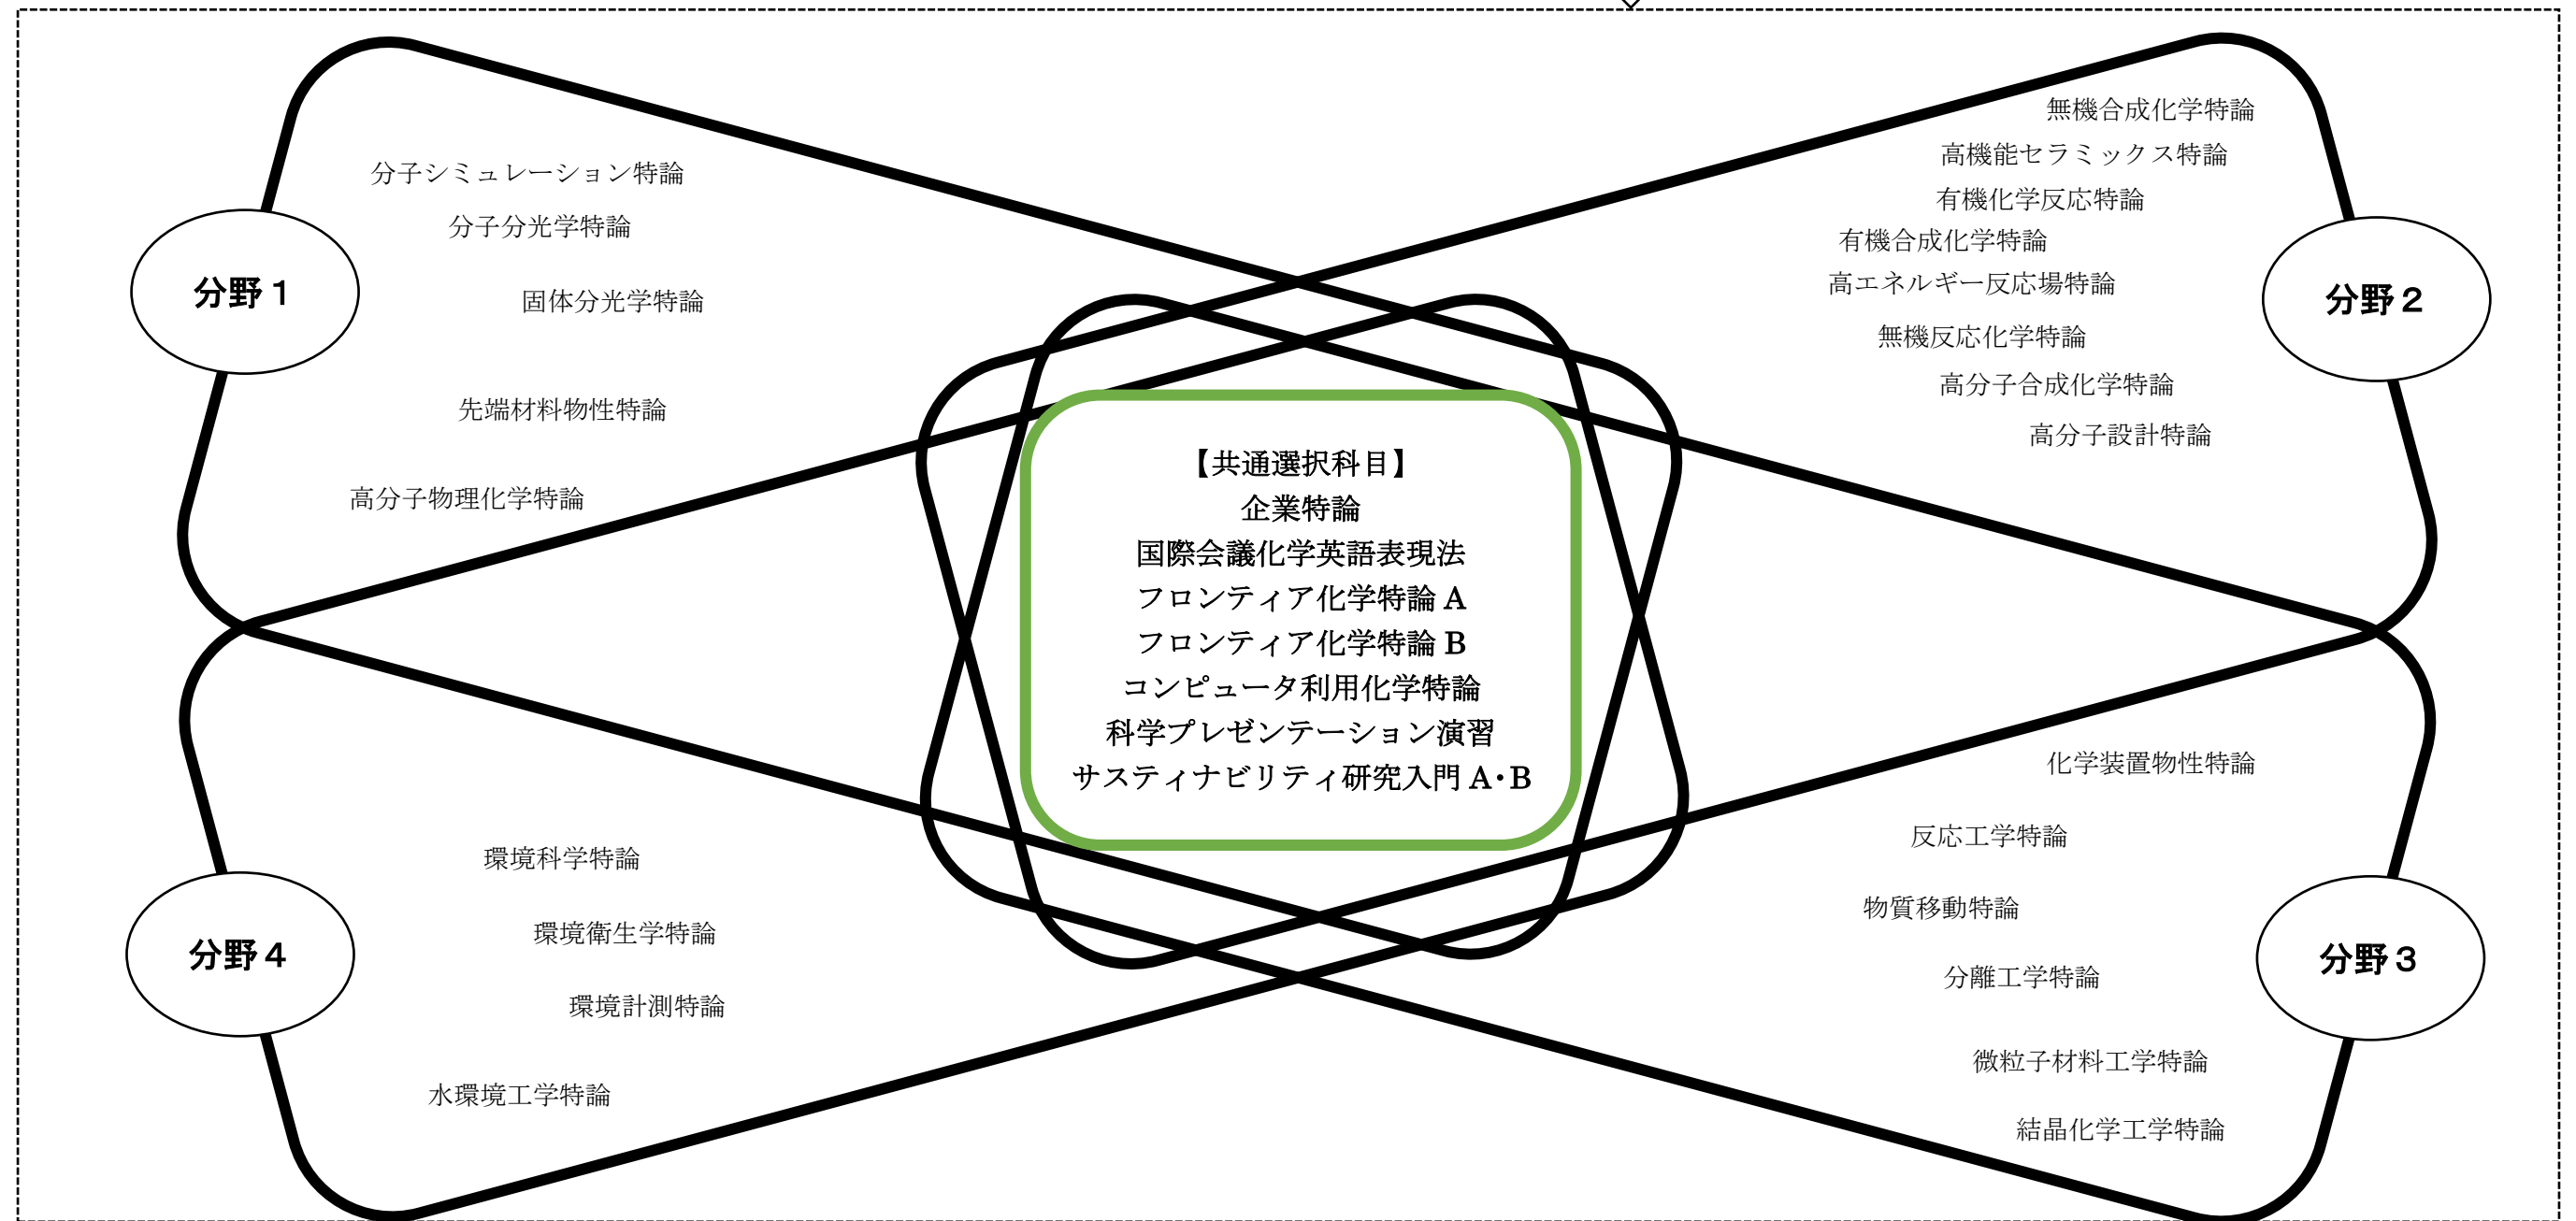 分野１
分子シミュレーション特論
分子分光学特論
固体分光学特論
先端材料物性特論
高分子物理化学特論
分野２
無機合成化学特論
高機能セラミックス特論
有機化学反応特論
有機合成化学特論
高エネルギー反応場特論
無機反応化学特論
高分子合成化学特論
高分子設計特論
【共通選択科目】
企業特論
国際会議化学英語表現法
フロンティア化学特論 A
フロンティア化学特論 B
コンピュータ利用化学特論
科学プレゼンテーション演習
サスティナビリティ研究入門 A・B
分野４
環境科学特論
環境衛生学特論
環境計測特論
水環境工学特論
分野３
化学装置物性特論
反応工学特論
物質移動特論
分離工学特論
微粒子材料工学特論
結晶化学工学特論